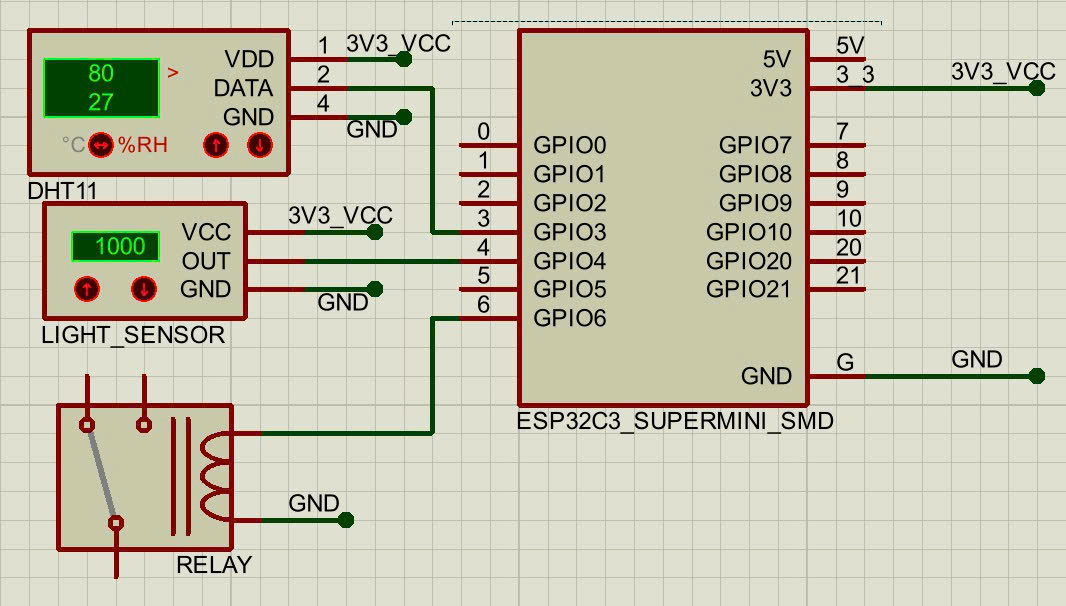 1 3V3_VCC
VDD
80 >
27
2
DATA
4
GND
GND
°C %RH
DHT11
3V3_VCC
VCC
1000
OUT
GND
GND
LIGHT_SENSOR
GND
RELAY
5V 5V
3V3 3_3 3V3_VCC
0 GPIO0
1 GPIO1
2 GPIO2
3 GPIO3
4 GPIO4
5 GPIO5
6 GPIO6
GPIO7 7
GPIO8 8
GPIO9 9
GPIO10 10
GPIO20 20
GPIO21 21
GND G GND
ESP32C3_SUPERMINI_SMD